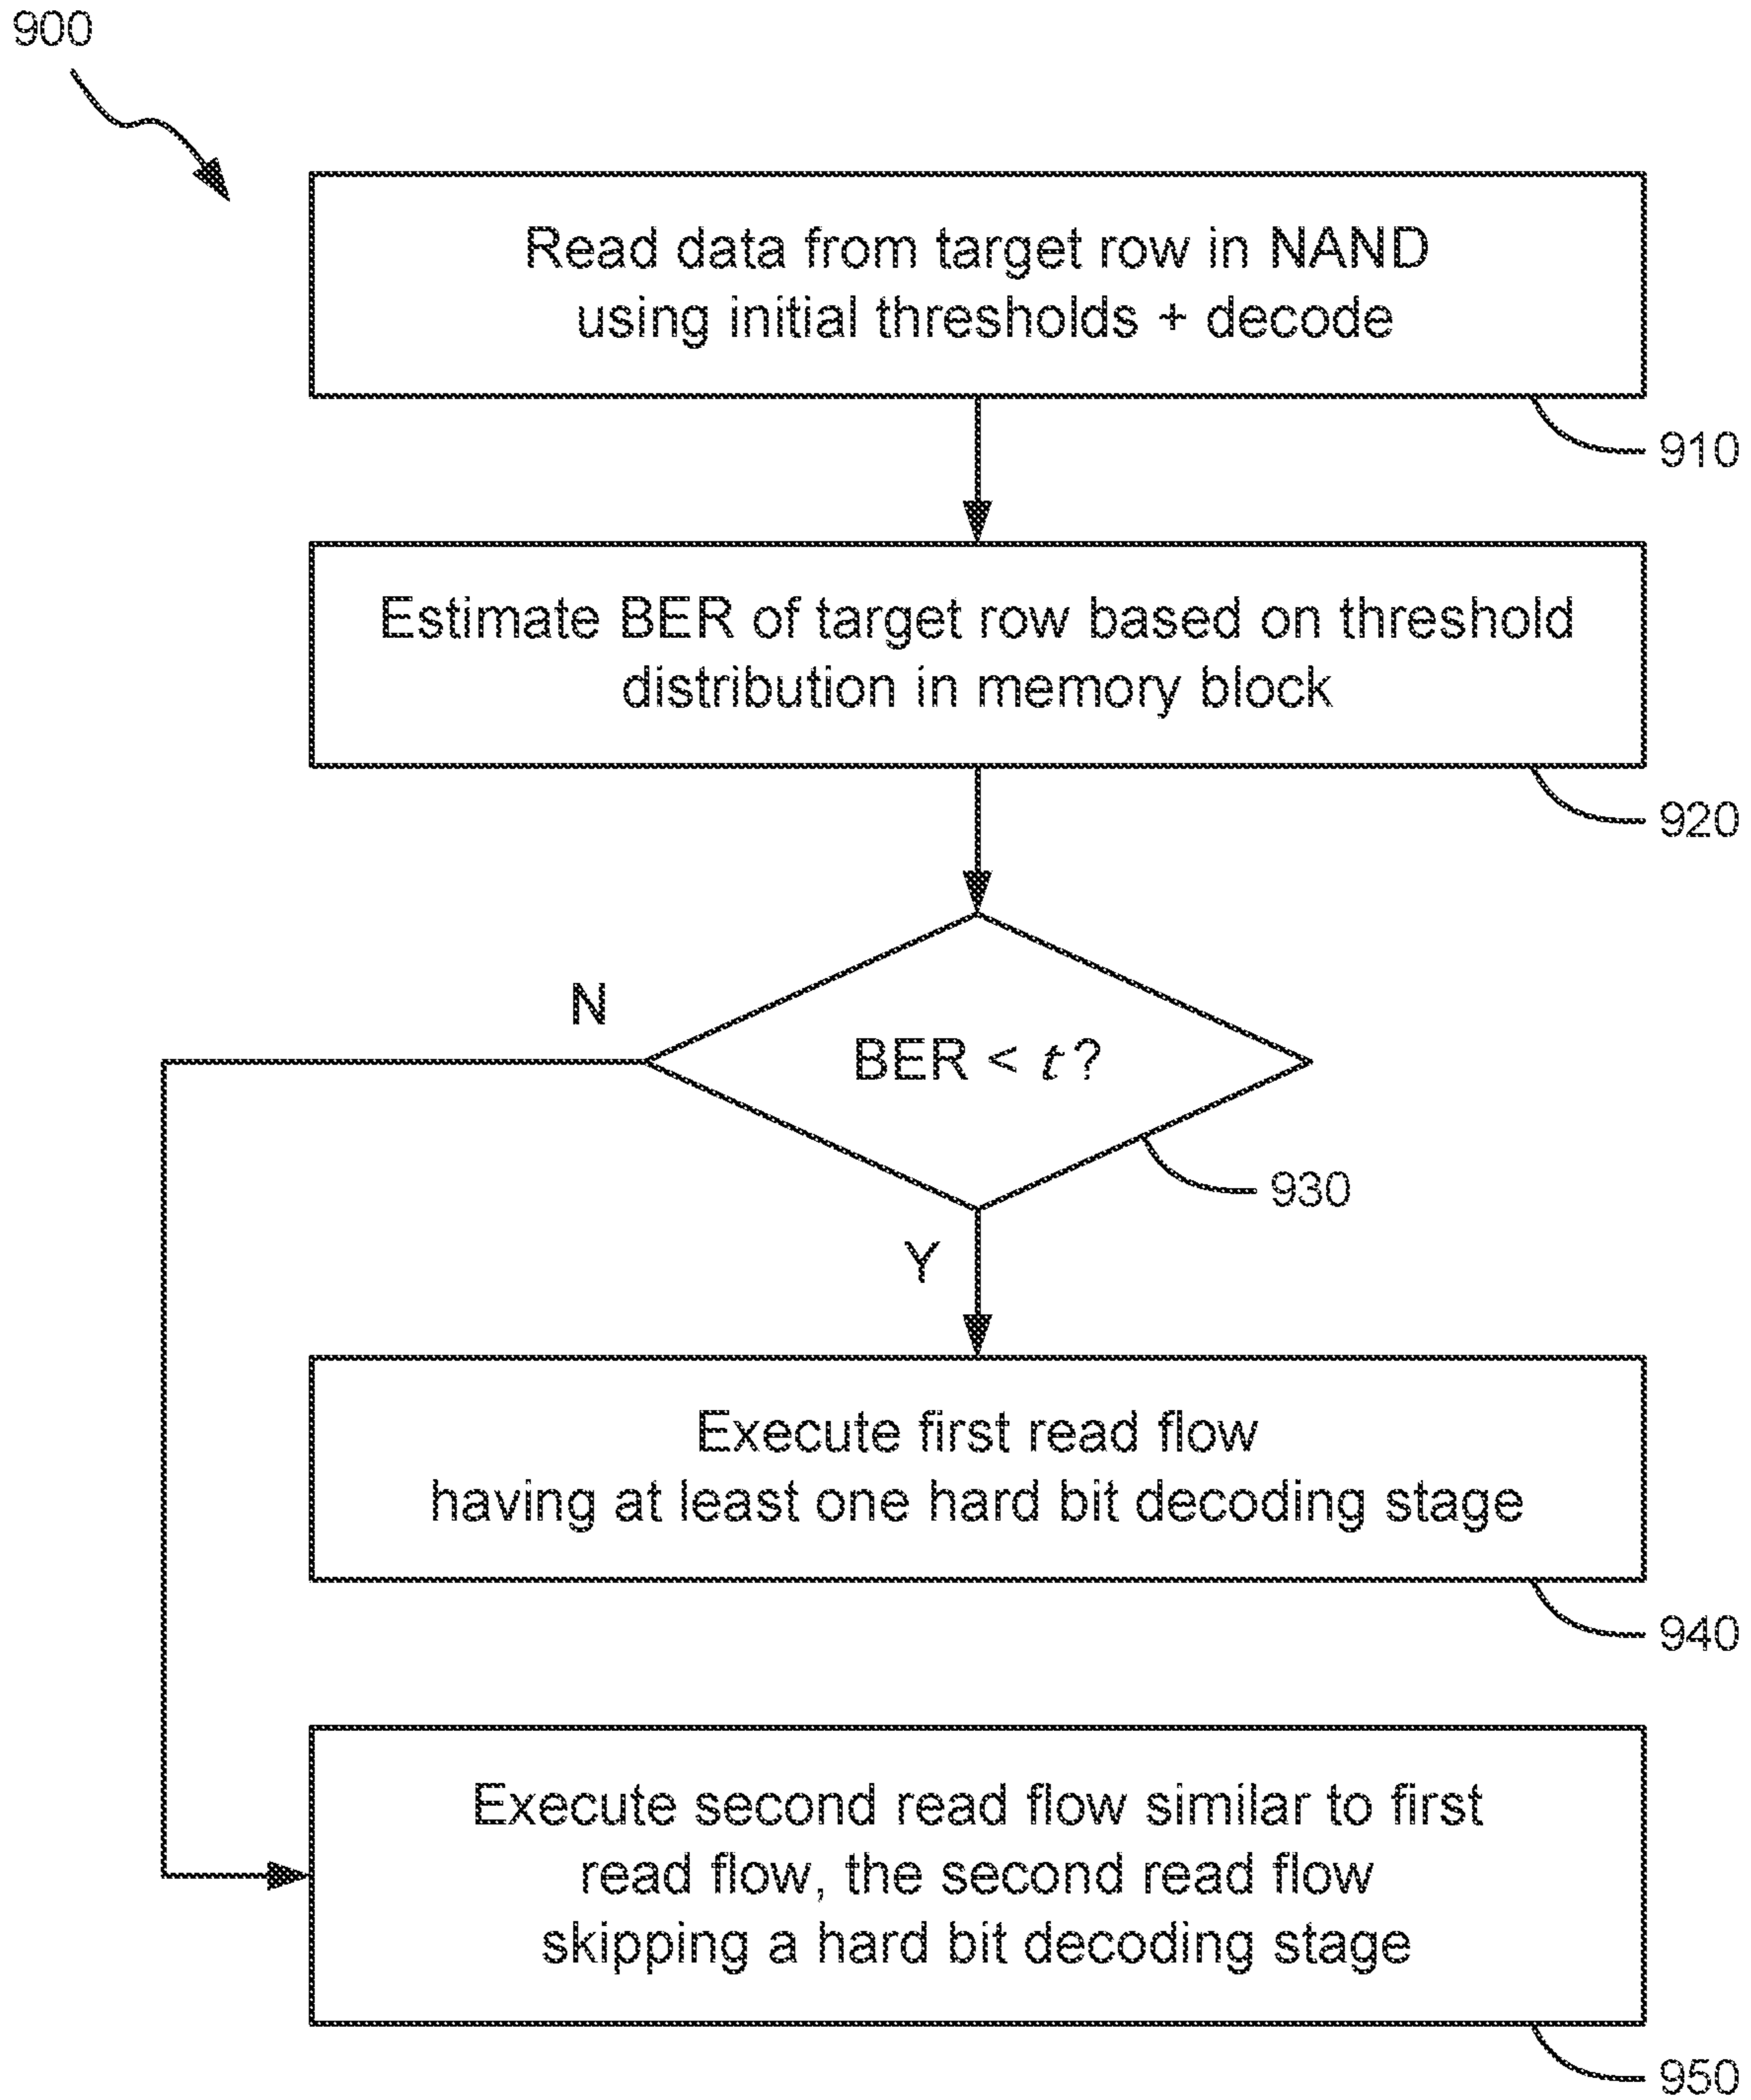 900
Read data from target row in NAND
using initial thresholds + decode
910
Estimate BER of target row based on threshold
distribution in memory block
920
N
BER < t?
930
Y
Execute first read flow
having at least one hard bit decoding stage
940
Execute second read flow similar to first
read flow, the second read flow
skipping a hard bit decoding stage
950